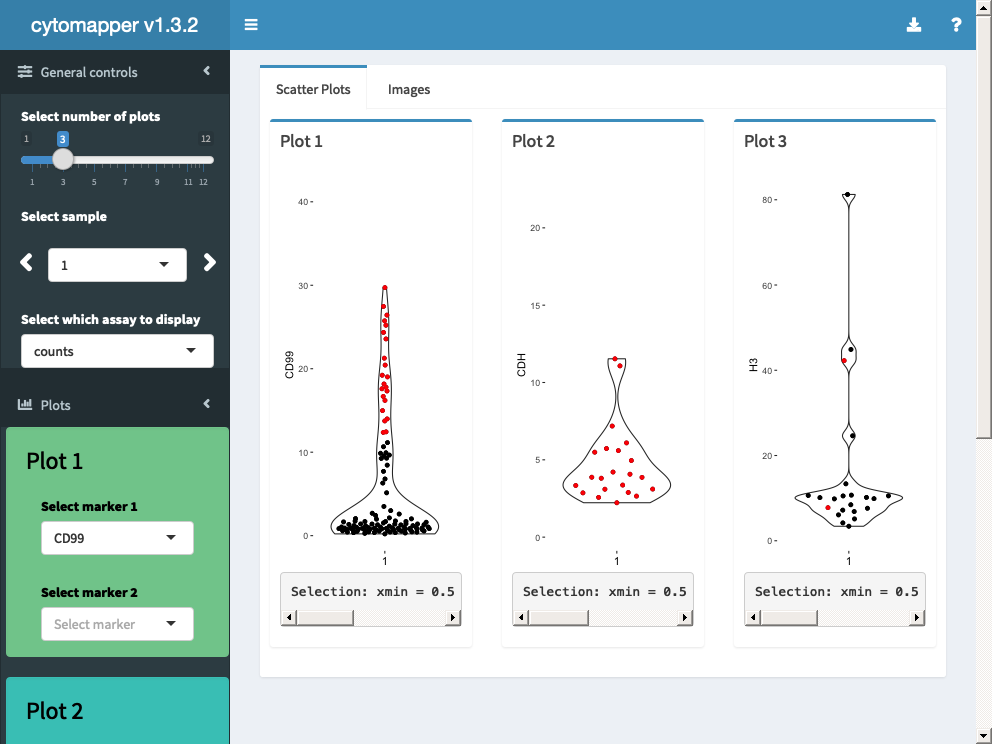 cytomapper v1.3.2
?
General controls
Select number of plots
1 3 12
1 3 5 7 9 11 12
Select sample
1
Select which assay to display
counts
Plots
Plot 1
Select marker 1
CD99
Select marker 2
Select marker
Plot 2
Scatter Plots Images
Plot 1
40
30
20
10
0
CD99
1
Selection: xmin = 0.5
Plot 2
20
15
10
5
0
CDH
1
Selection: xmin = 0.5
Plot 3
80
60
40
20
0
H3
1
Selection: xmin = 0.5